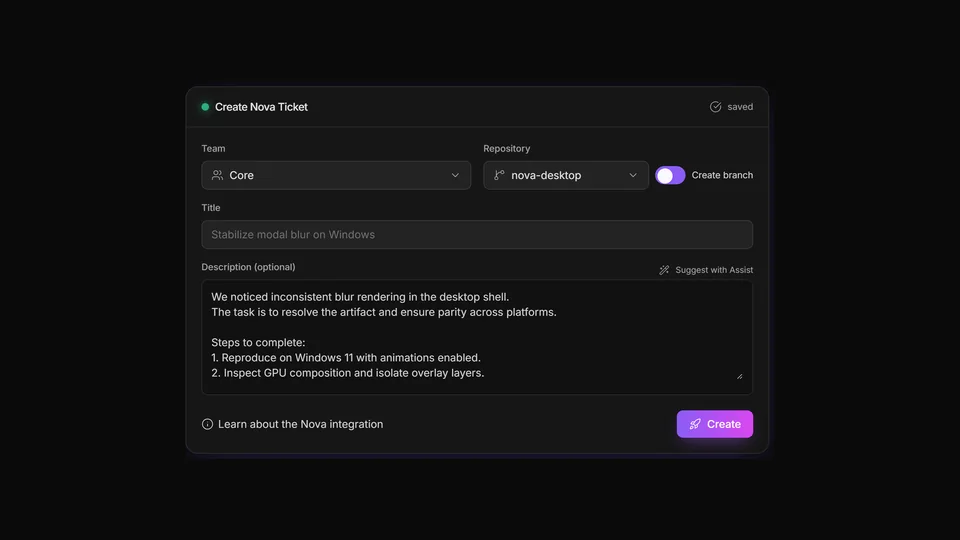 Create Nova Ticket
saved
Team
Repository
Core
nova-desktop
Create branch
Title
Stabilize modal blur on Windows
Description (optional)
Suggest with Assist
We noticed inconsistent blur rendering in the desktop shell.
The task is to resolve the artifact and ensure parity across platforms.
Steps to complete:
1. Reproduce on Windows 11 with animations enabled.
2. Inspect GPU composition and isolate overlay layers.
Learn about the Nova integration
Create